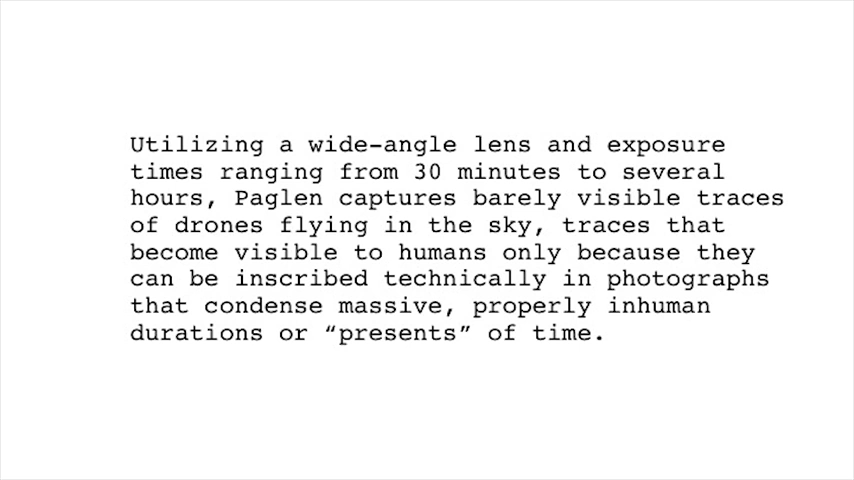 Utilizing a wide-angle lens and exposure
times ranging from 30 minutes to several
hours, Paglen captures barely visible traces
of drones flying in the sky, traces that
become visible to humans only because they
can be inscribed technically in photographs
that condense massive, properly inhuman
durations or “presents” of time.